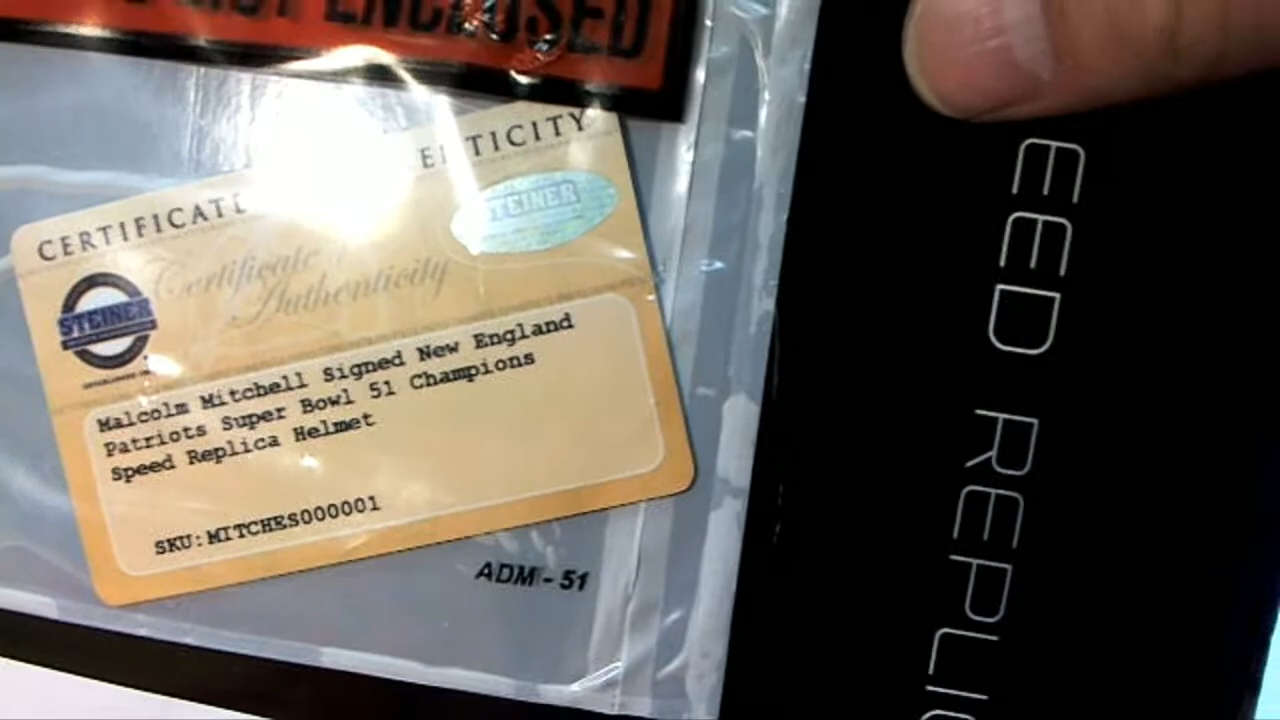 ENCLOSED
CERTIFICATE
ENTICITY
STEINER
Certificate
Authenticity
STEINER
Malcolm Mitchell Signed New England
Patriots Super Bowl 51 Champions
Speed Replica Helmet
SKU:MITCHES000001
ADM - 51
EED REPLIC